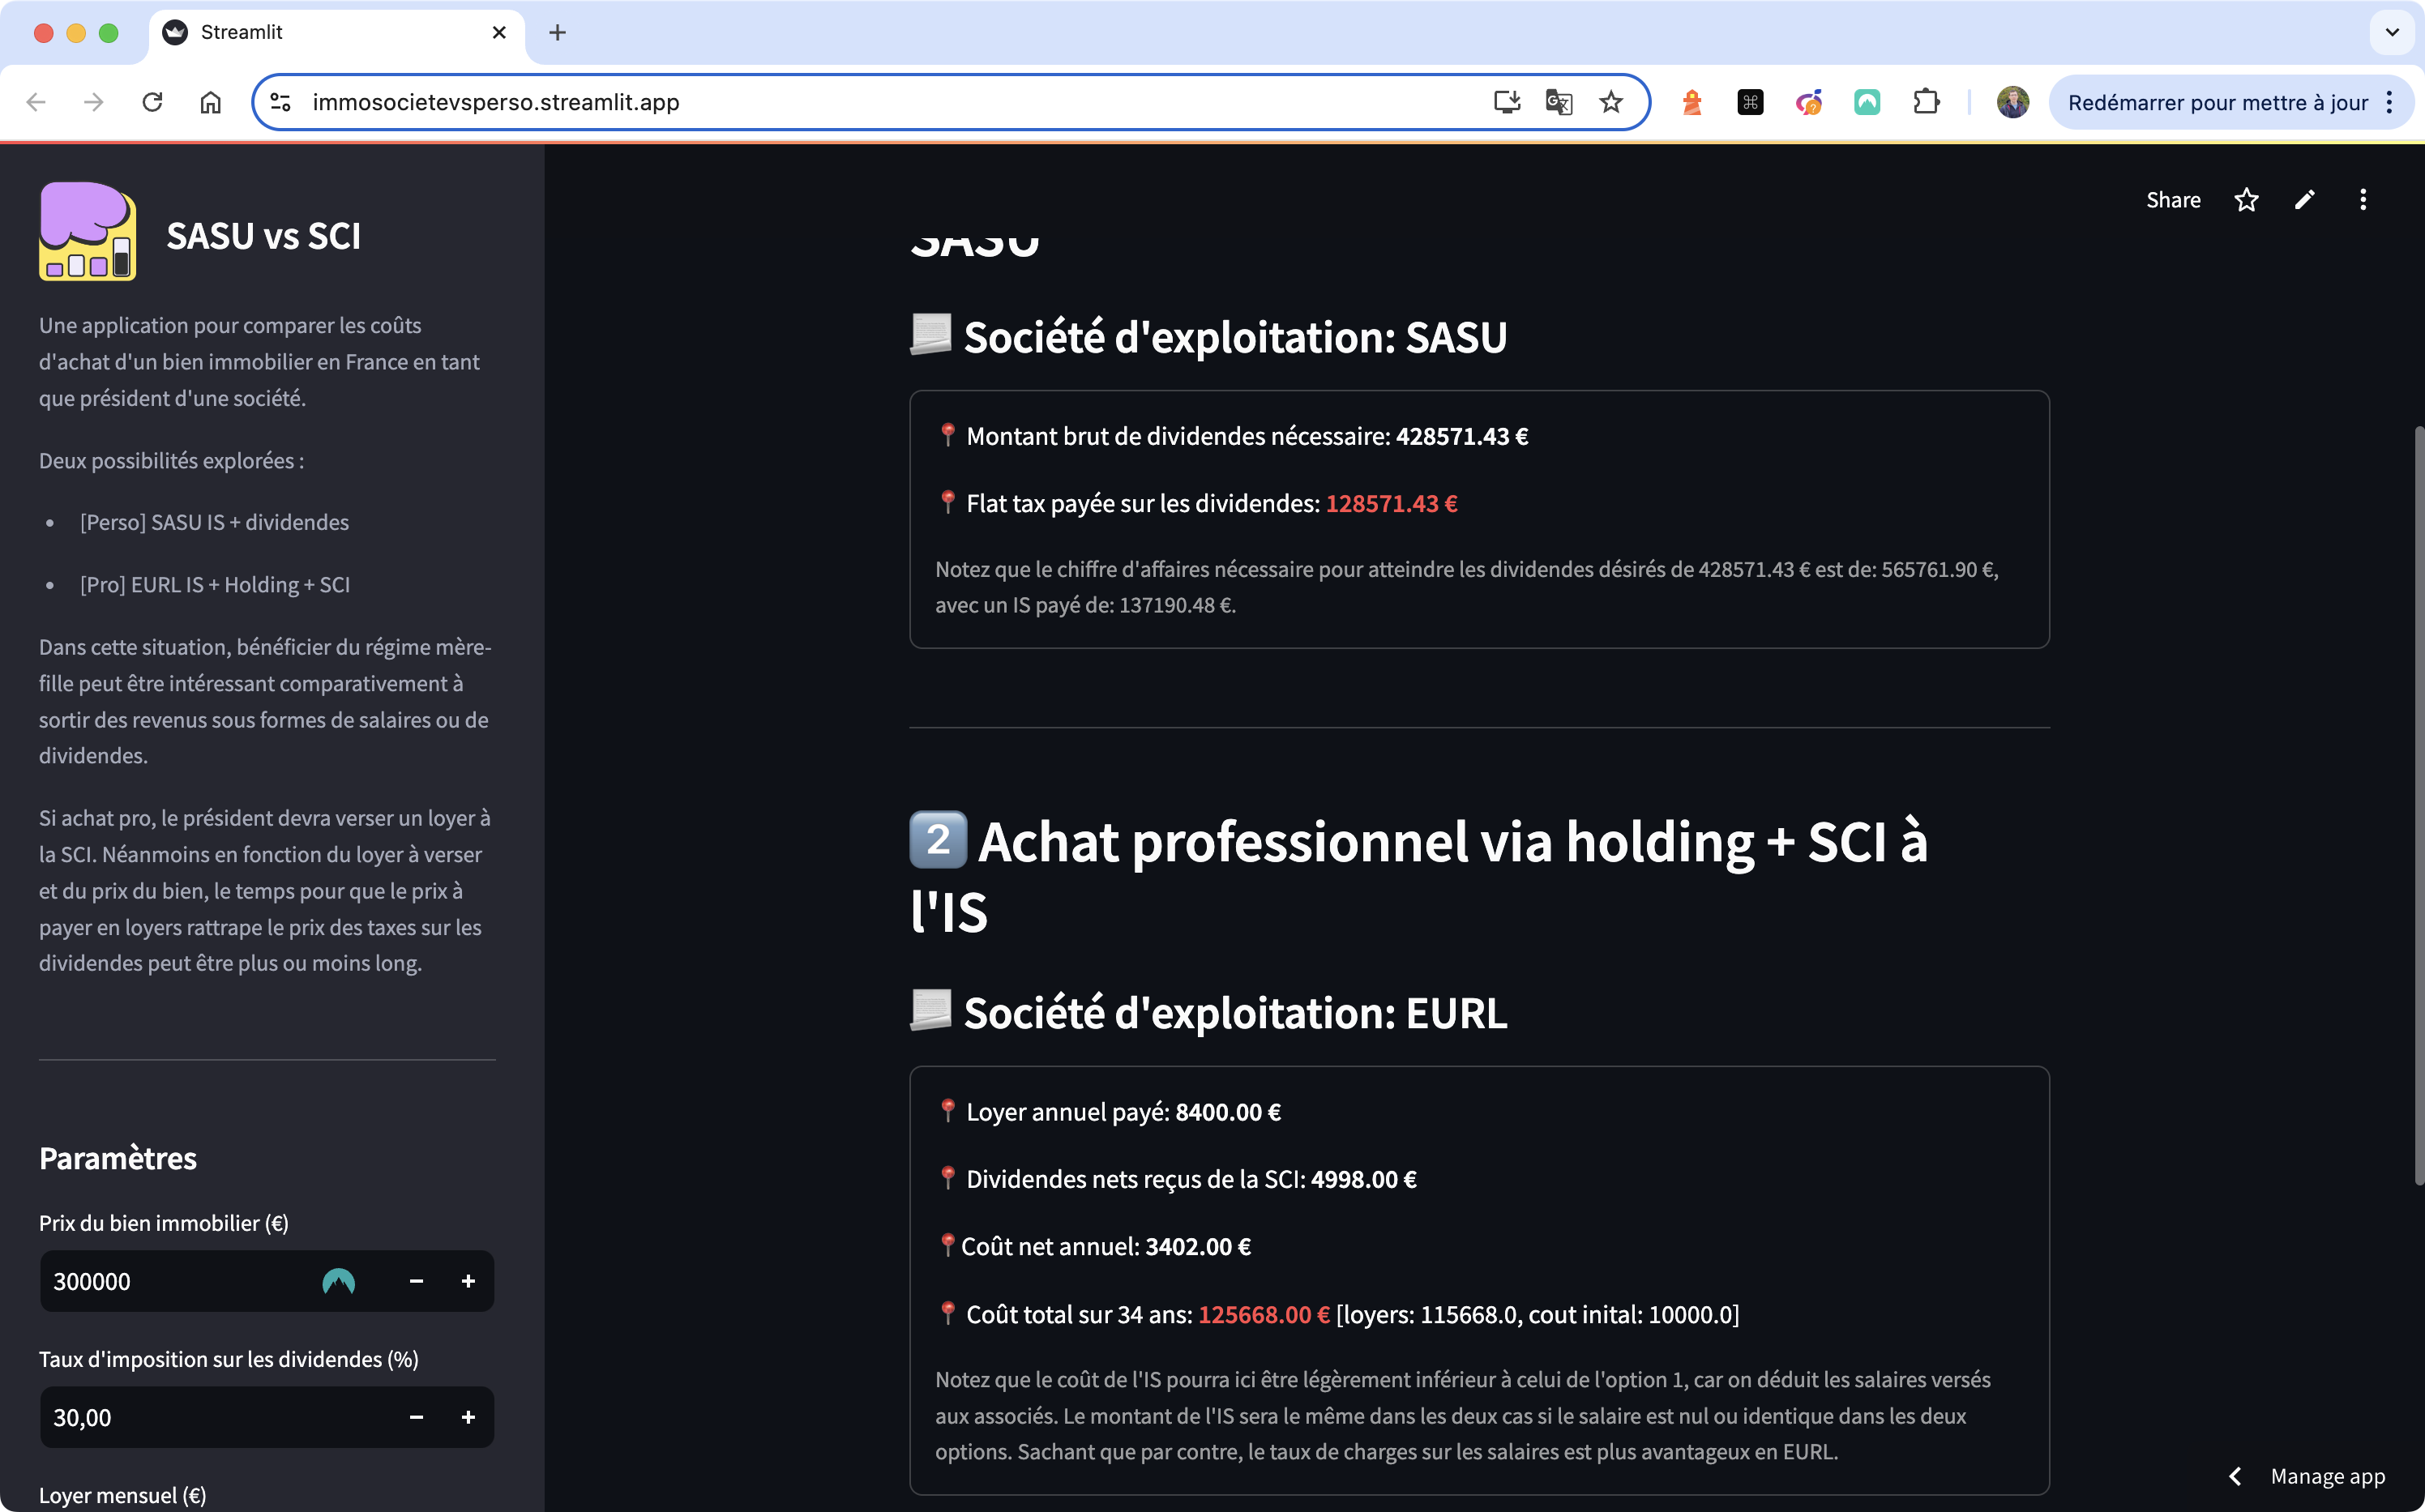 Streamlit
immosocietevsperso.streamlit.app
Redémarrer pour mettre à jour
SASU vs SCI
Une application pour comparer les coûts
d'achat d'un bien immobilier en France en tant
que président d'une société.
Deux possibilités explorées :
[Perso] SASU IS + dividendes
[Pro] EURL IS + Holding + SCI
Dans cette situation, bénéficier du régime mère-
fille peut être intéressant comparativement à
sortir des revenus sous formes de salaires ou de
dividendes.
Si achat pro, le président devra verser un loyer à
la SCI. Néanmoins en fonction du loyer à verser
et du prix du bien, le temps pour que le prix à
payer en loyers rattrape le prix des taxes sur les
dividendes peut être plus ou moins long.
Paramètres
Prix du bien immobilier (€)
300000
Taux d'imposition sur les dividendes (%)
30,00
Loyer mensuel (€)
Share
SASU
Société d'exploitation: SASU
Montant brut de dividendes nécessaire: 428571.43 €
Flat tax payée sur les dividendes: 128571.43 €
Notez que le chiffre d'affaires nécessaire pour atteindre les dividendes désirés de 428571.43 € est de: 565761.90 €,
avec un IS payé de: 137190.48 €.
2 Achat professionnel via holding + SCI à
l'IS
Société d'exploitation: EURL
Loyer annuel payé: 8400.00 €
Dividendes nets reçus de la SCI: 4998.00 €
Coût net annuel: 3402.00 €
Coût total sur 34 ans: 125668.00 € [loyers: 115668.0, cout inital: 10000.0]
Notez que le coût de l'IS pourra ici être légèrement inférieur à celui de l'option 1, car on déduit les salaires versés
aux associés. Le montant de l'IS sera le même dans les deux cas si le salaire est nul ou identique dans les deux
options. Sachant que par contre, le taux de charges sur les salaires est plus avantageux en EURL.
Manage app